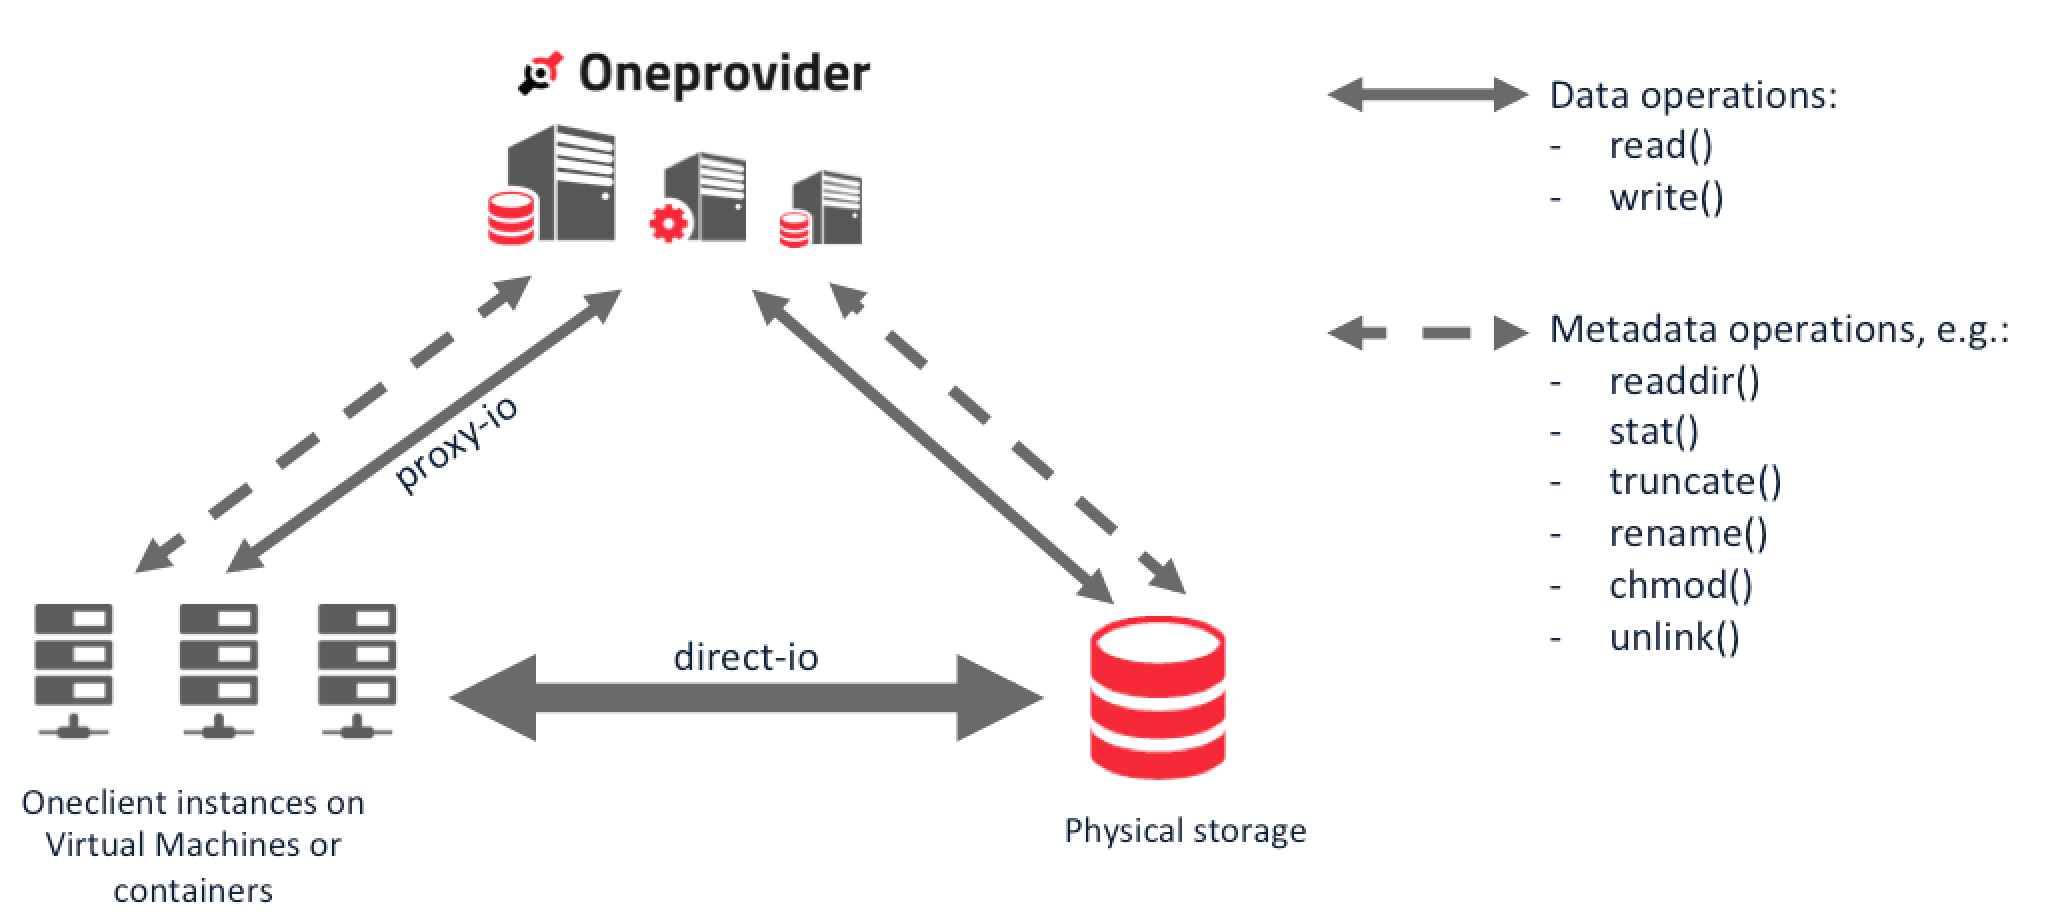 Oneprovider
proxy-io
direct-io
Oneclient instances on
Virtual Machines or
containers
Physical storage
Data operations:
- read()
- write()
Metadata operations, e.g.:
- readdir()
- stat()
- truncate()
- rename()
- chmod()
- unlink()